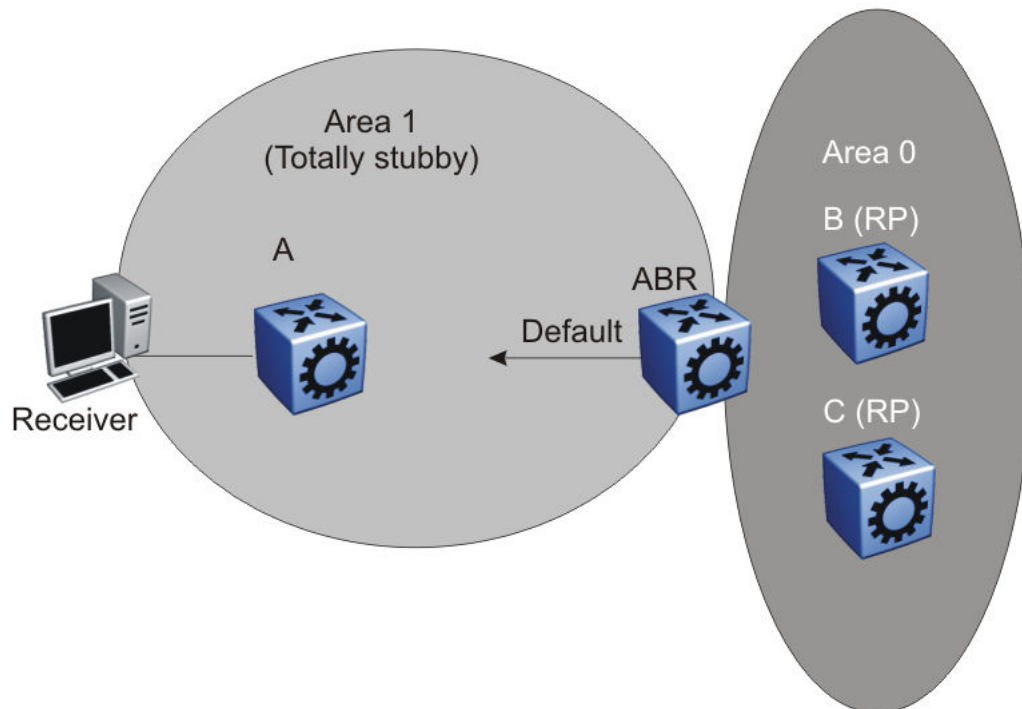 Area 1
(Totally stubby)
Area 0
A
B (RP)
ABR
Default
Receiver
C (RP)